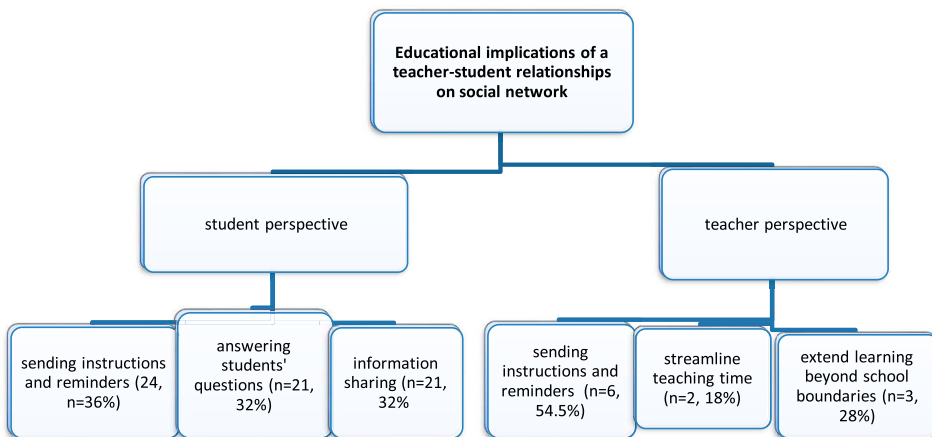 Educational implications of a
teacher-student relationships
on social network
student perspective
teacher perspective
sending instructions
and reminders (24,
n=36%)
answering
students'
questions (n=21,
32%)
information
sharing (n=21,
32%
sending
instructions and
reminders (n=6,
54.5%)
streamline
teaching time
(n=2, 18%)
extend learning
beyond school
boundaries (n=3,
28%)